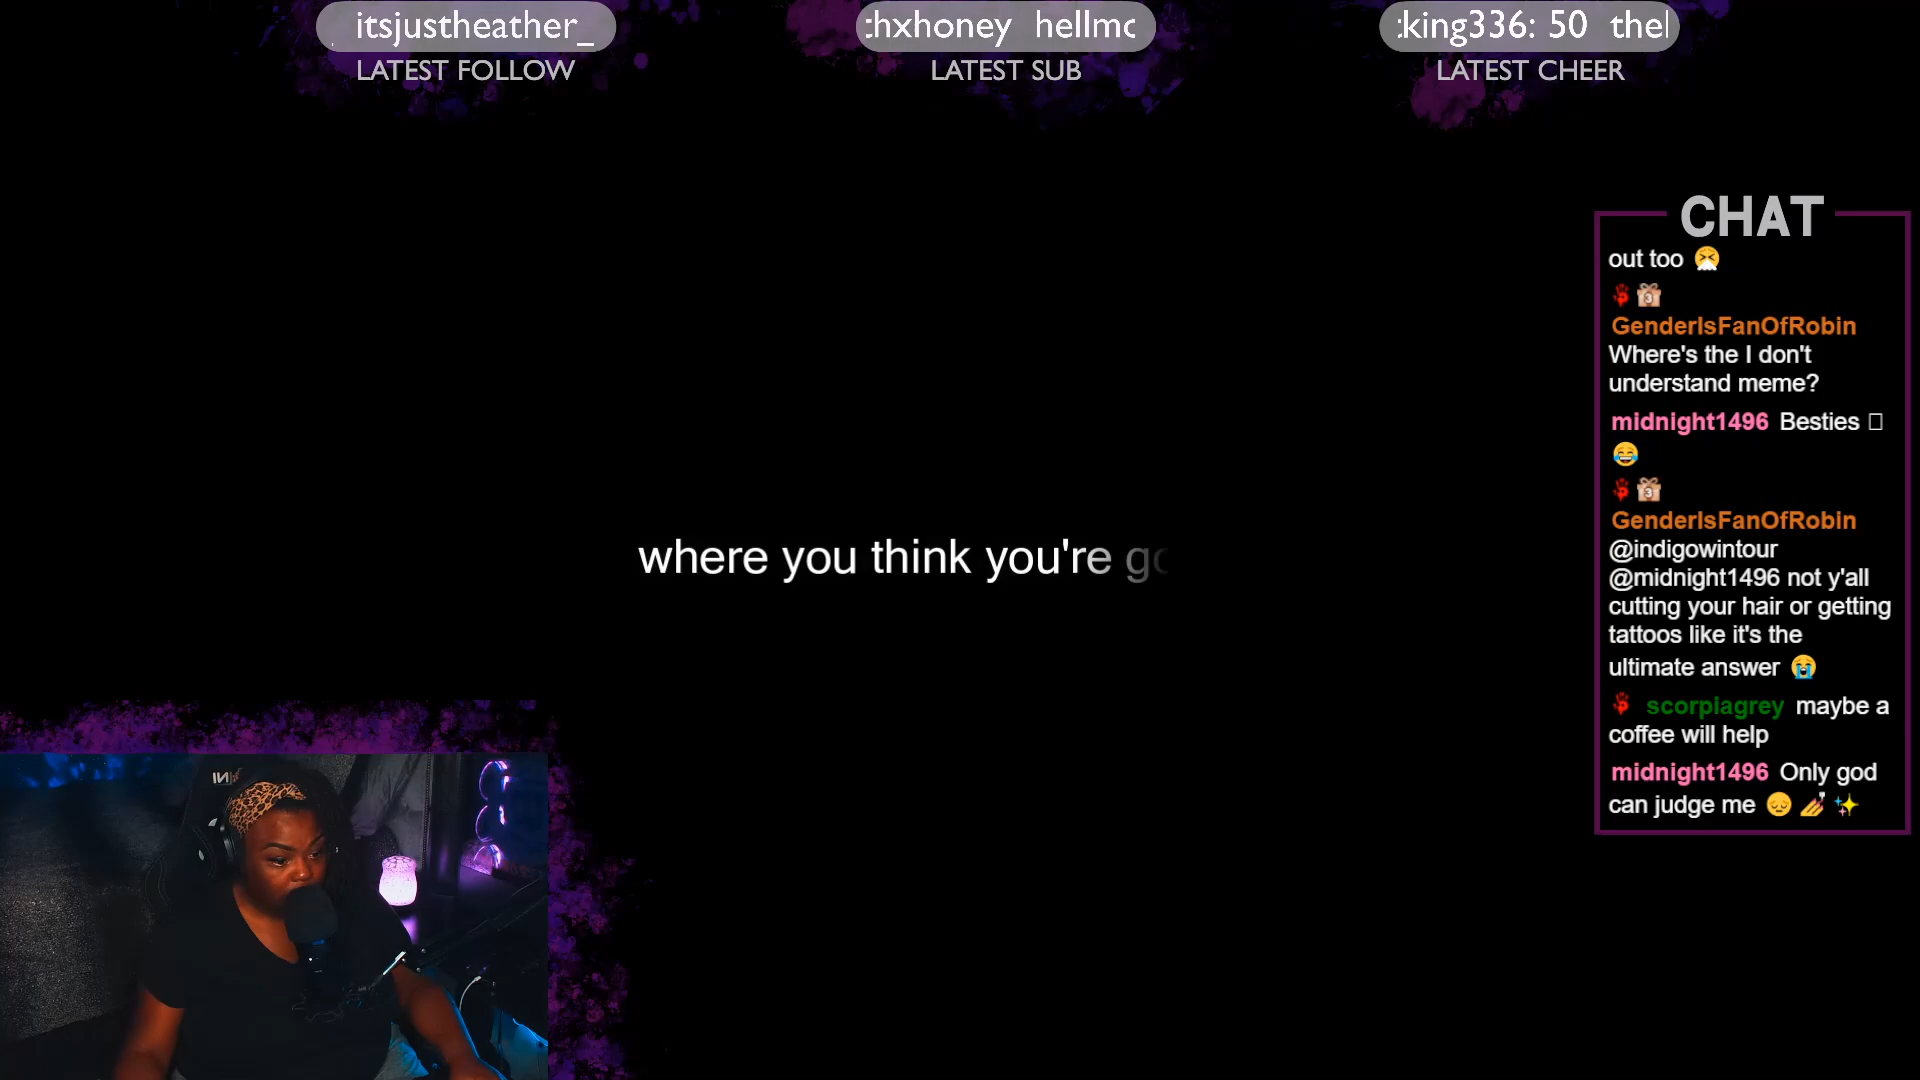 itsjustheather_
LATEST FOLLOW
hxhoney hellmc
LATEST SUB
king336: 50 thel
LATEST CHEER
CHAT
out too 😤
GenderIsFanOfRobin
Where's the I don't
understand meme?
midnight1496 Besties
😂
GenderIsFanOfRobin
@indigowintour
@midnight1496 not y'all
cutting your hair or getting
tattoos like it's the
ultimate answer 😭
scorpiagrey maybe a
coffee will help
midnight1496 Only god
can judge me 😔 💅 ✨
where you think you're go